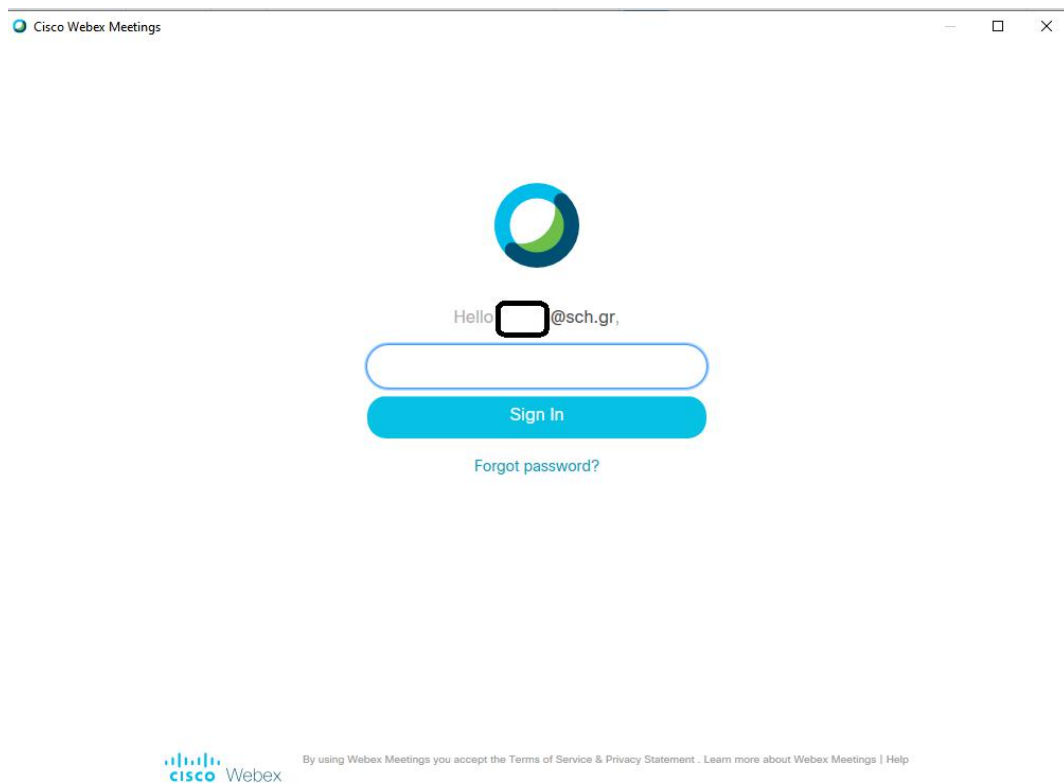 Cisco Webex Meetings
Hello @sch.gr,
Sign In
Forgot password?
cisco Webex
By using Webex Meetings you accept the Terms of Service & Privacy Statement . Learn more about Webex Meetings | Help